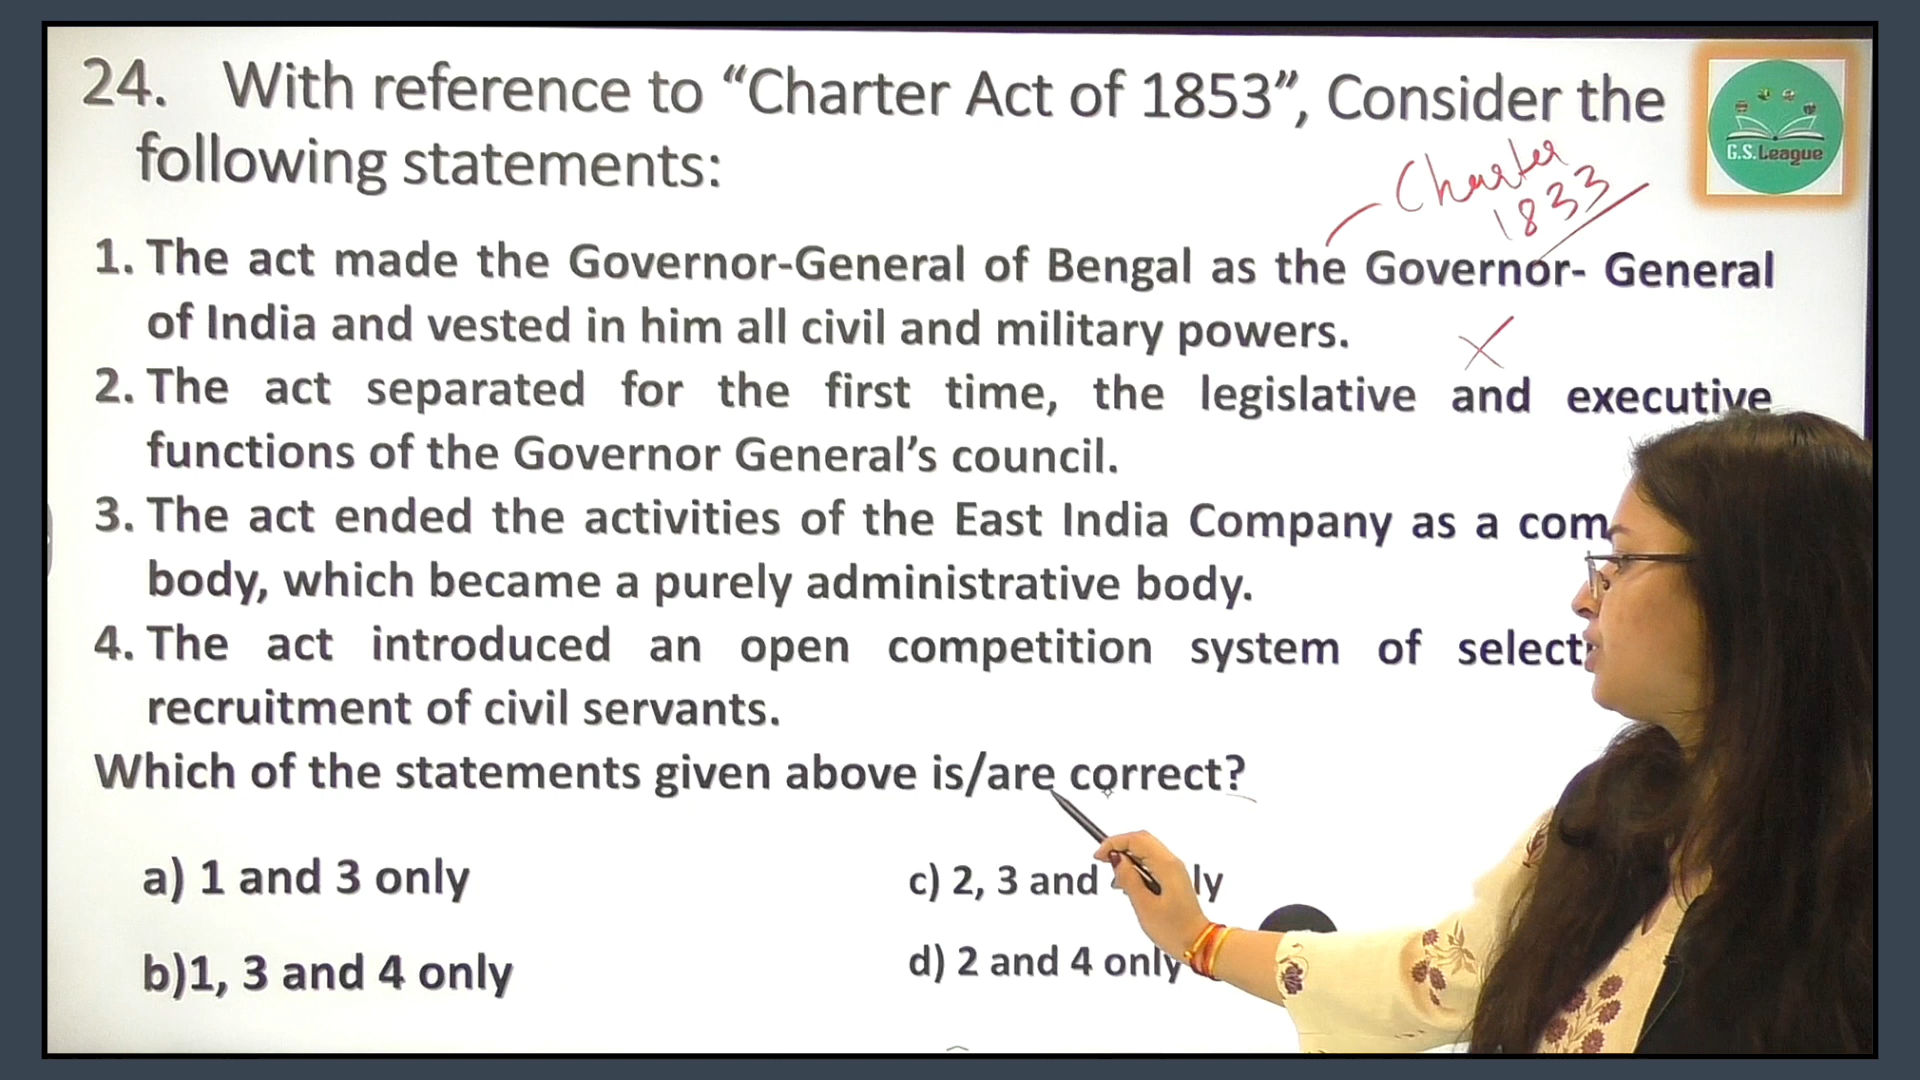 24. With reference to “Charter Act of 1853”, Consider the
following statements:
G.S.League
Charter
1833
1. The act made the Governor-General of Bengal as the Governor- General
of India and vested in him all civil and military powers.
2. The act separated for the first time, the legislative and executive
functions of the Governor General’s council.
3. The act ended the activities of the East India Company as a
body, which became a purely administrative body.
4. The act introduced an open competition system of
recruitment of civil servants.
Which of the statements given above is/are correct?
a) 1 and 3 only
c) 2, 3 and
b)1, 3 and 4 only
d) 2 and 4 only